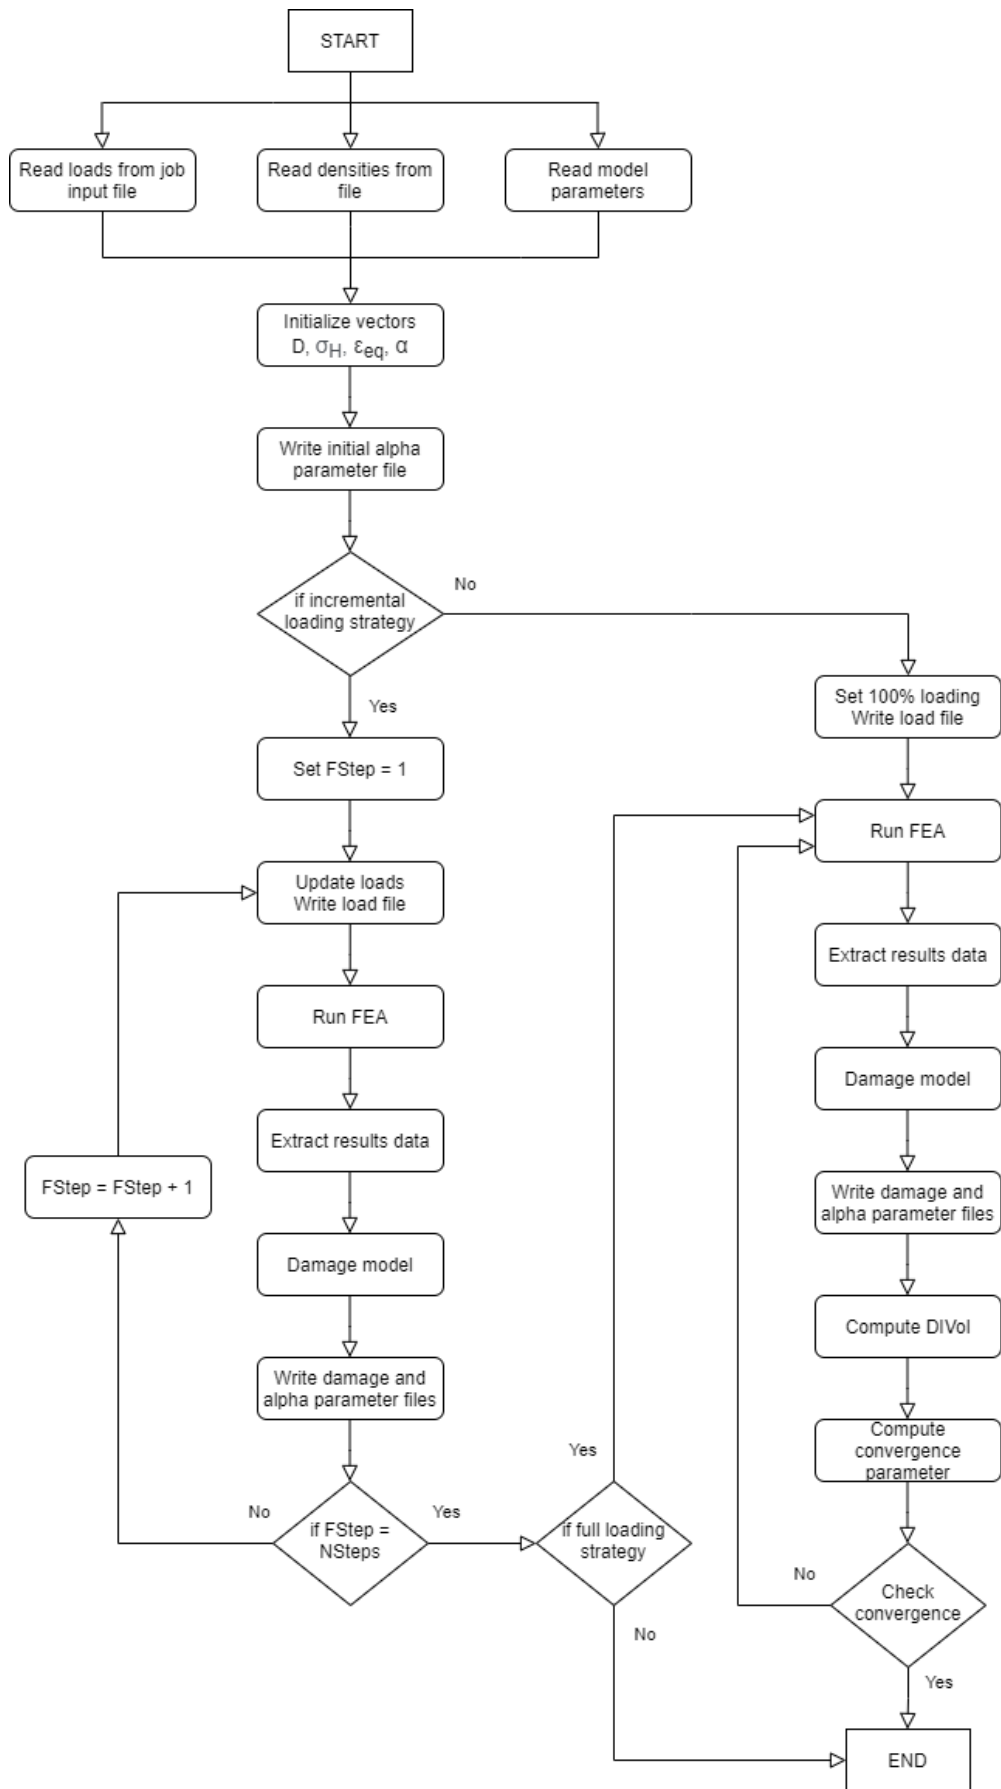 START
Read loads from job
input file
Read densities from
file
Read model
parameters
Initialize vectors
D, σH, εeq, α
Write initial alpha
parameter file
if incremental
loading strategy
No
Yes
Set 100% loading
Write load file
Set FStep = 1
Run FEA
Update loads
Write load file
Extract results data
Run FEA
Damage model
Extract results data
FStep = FStep + 1
Write damage and
alpha parameter files
Damage model
Compute DIVol
Write damage and
alpha parameter files
Compute
convergence
parameter
Yes
No
if FStep =
NSteps
Yes
if full loading
strategy
No
Check
convergence
No
Yes
END